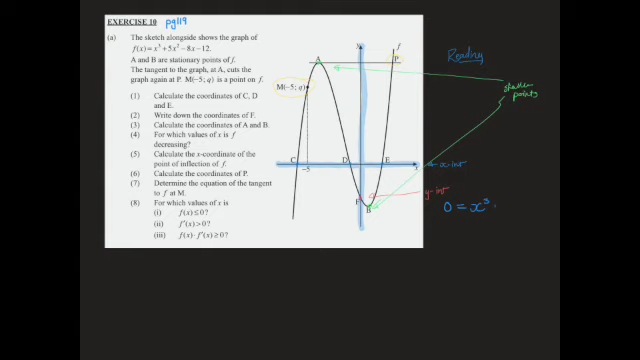 EXERCISE 10 pg119
(a) The sketch alongside shows the graph of
f(x) = x³ + 5x² − 8x − 12.
A and B are stationary points of f.
The tangent to the graph, at A, cuts the
graph again at P. M(−5; q) is a point on f.
(1) Calculate the coordinates of C, D
and E.
(2) Write down the coordinates of F.
(3) Calculate the coordinates of A and B.
(4) For which values of x is f
decreasing?
(5) Calculate the x-coordinate of the
point of inflection of f.
(6) Calculate the coordinates of P.
(7) Determine the equation of the tangent
to f at M.
(8) For which values of x is
(i) f(x) ≤ 0?
(ii) f′(x) > 0?
(iii) f(x) · f′(x) ≥ 0?
y
f
A
P
M(−5; q)
C
−5
D
E
F
B
Reading
points
x-int
y-int
0 = x³